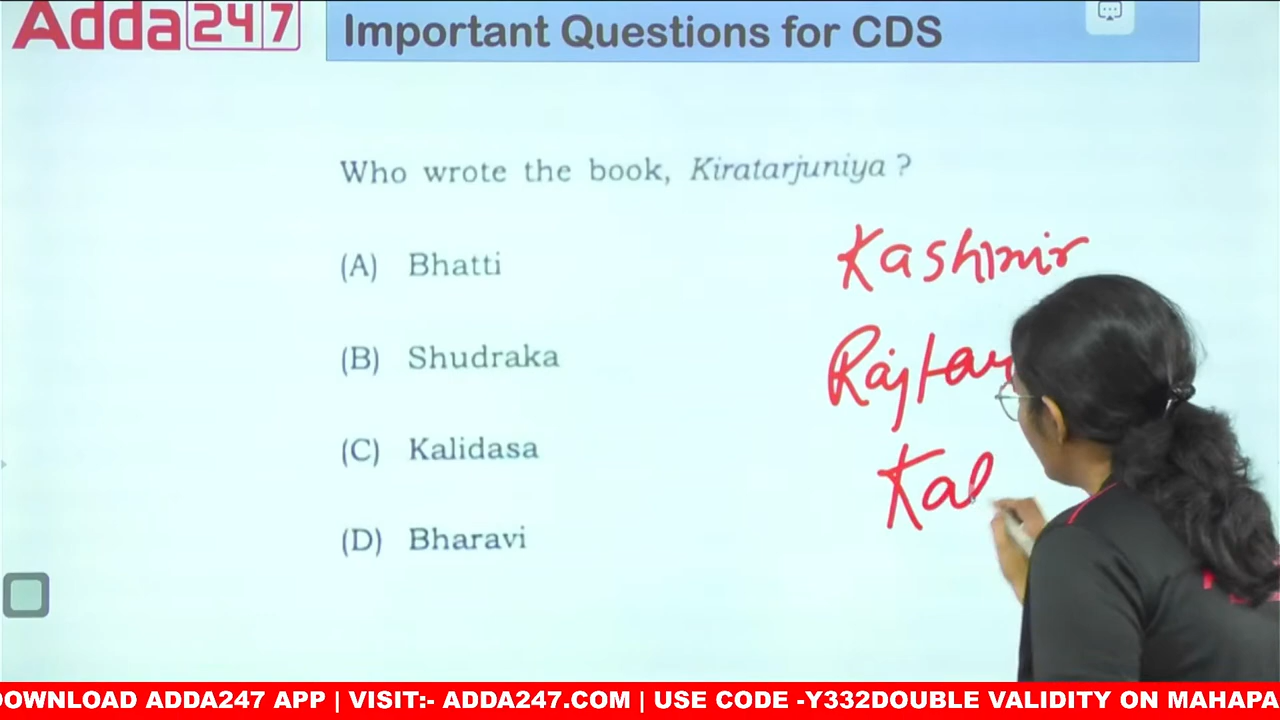 Adda247
Important Questions for CDS
Who wrote the book, Kiratarjuniya ?
(A) Bhatti
(B) Shudraka
(C) Kalidasa
(D) Bharavi
Kashmir
Kal
DOWNLOAD ADDA247 APP | VISIT:- ADDA247.COM | USE CODE -Y332DOUBLE VALIDITY ON MAHAPA